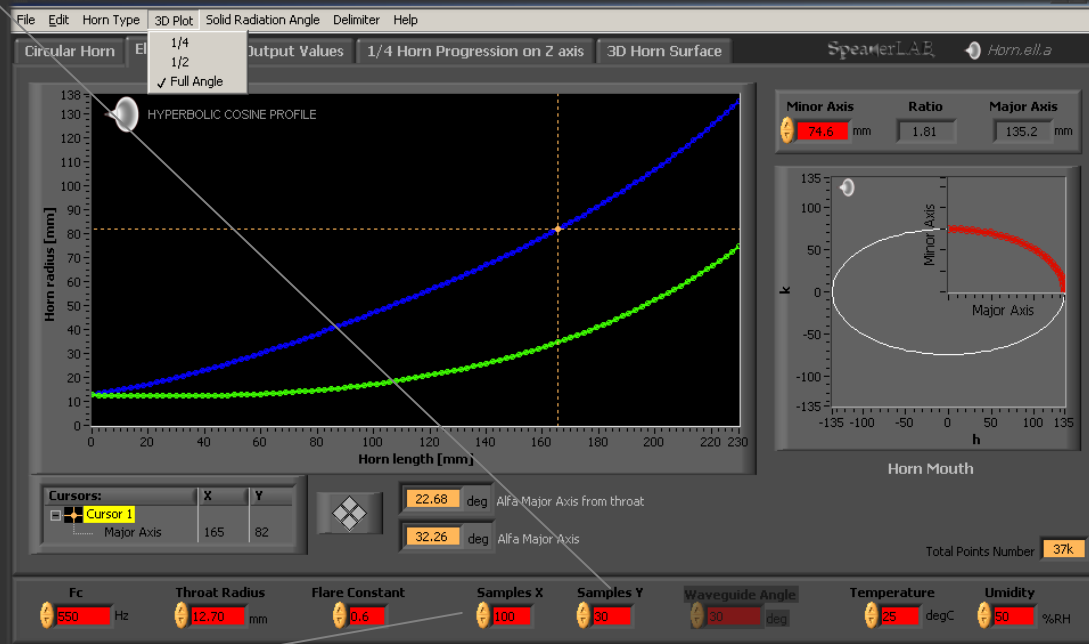 File Edit Horn Type 3D Plot Solid Radiation Angle Delimiter Help
1/4
1/2
✓ Full Angle
Circular Horn Output Values 1/4 Horn Progression on Z axis 3D Horn Surface SpeakerLAB Horn.ell.a
HYPERBOLIC COSINE PROFILE
138
130
120
110
100
90
80
70
60
50
40
30
20
10
0
Horn radius [mm]
0 20 40 60 80 100 120 140 160 180 200 220 230
Horn length [mm]
Minor Axis Ratio Major Axis
74.6 mm 1.81 135.2 mm
135
100
50
0
-50
-100
-135
k
Minor Axis
Major Axis
-135 -100 -50 0 50 100 135
h
Horn Mouth
Cursors: X Y
Cursor 1
Major Axis 165 82
22.68 deg Alfa Major Axis from throat
32.26 deg Alfa Major Axis
Total Points Number 37k
Fc Throat Radius Flare Constant Samples X Samples Y Waveguide Angle Temperature Umidity
550 Hz 12.70 mm 0.6 100 30 30 deg 25 degC 50 %RH